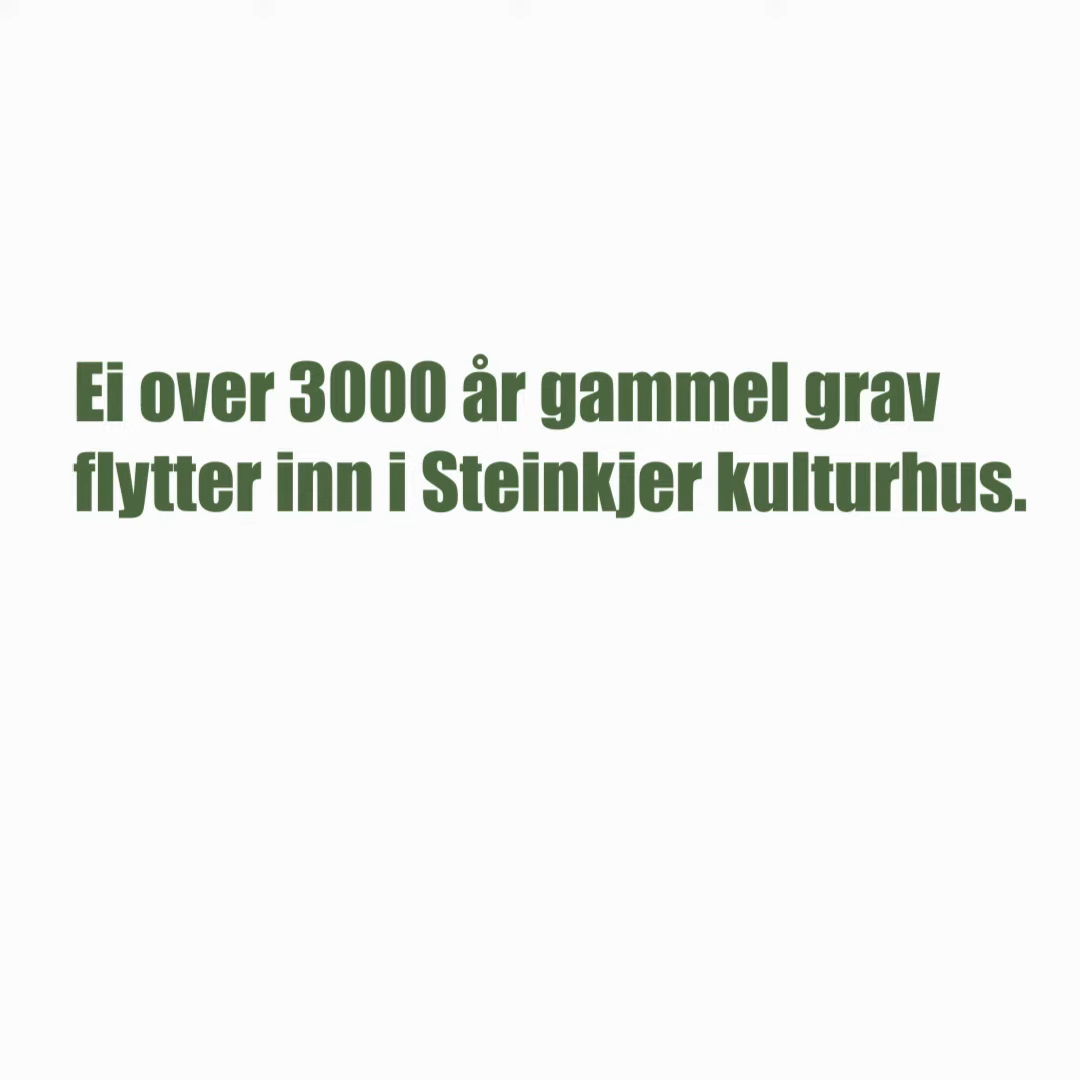 Ei over 3000 år gammel grav
flytter inn i Steinkjer kulturhus.